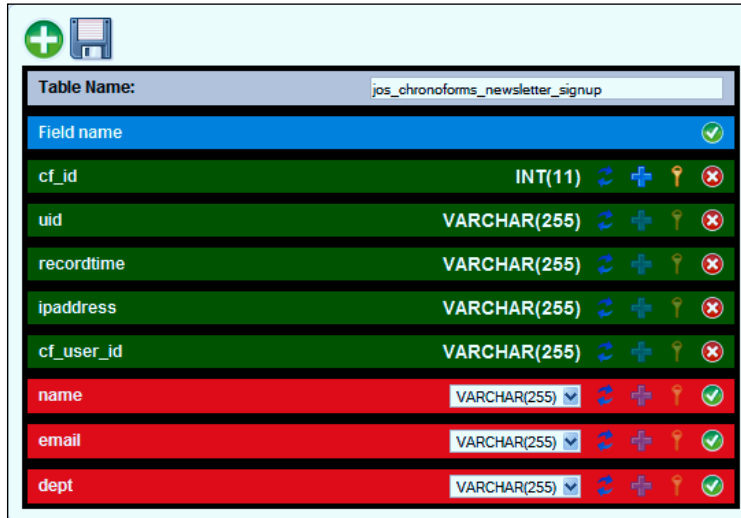 Table Name: jos_chronoforms_newsletter_signup
Field name
cf_id INT(11)
uid VARCHAR(255)
recordtime VARCHAR(255)
ipaddress VARCHAR(255)
cf_user_id VARCHAR(255)
name VARCHAR(255)
email VARCHAR(255)
dept VARCHAR(255)